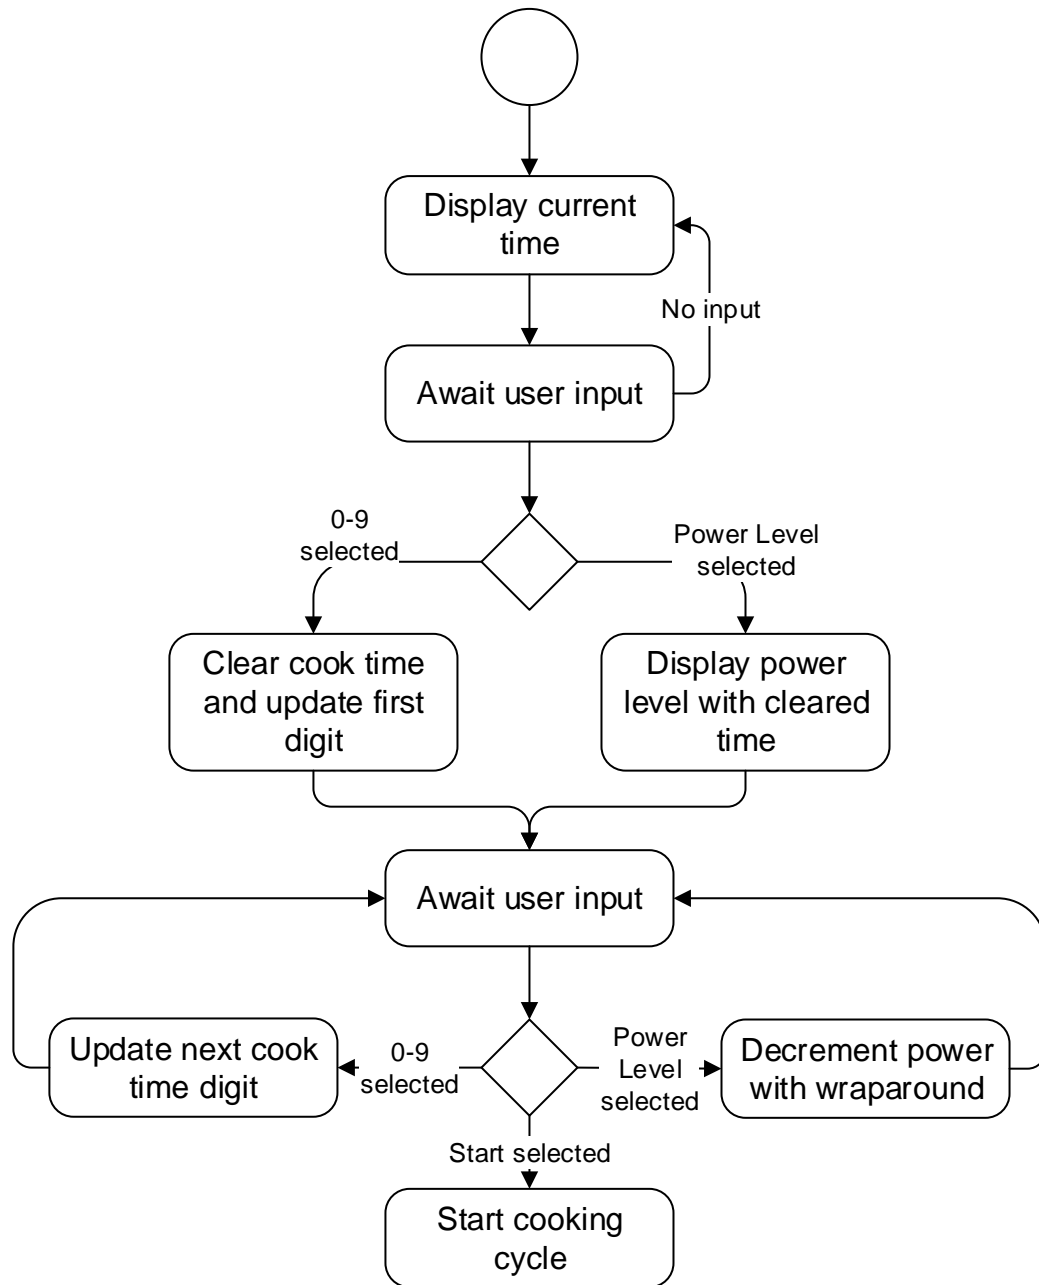 Display current
time
No input
Await user input
0-9
selected
Power Level
selected
Clear cook time
and update first
digit
Display power
level with cleared
time
Await user input
Update next cook
time digit
0-9
selected
Power
Level
selected
Decrement power
with wraparound
Start selected
Start cooking
cycle